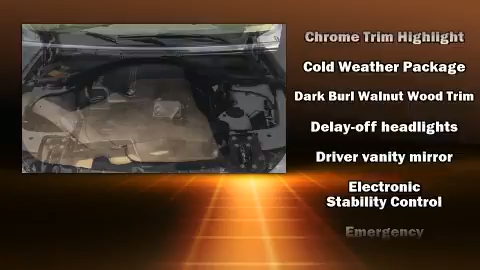 Chrome Trim Highlight
Cold Weather Package
Dark Burl Walnut Wood Trim
Delay-off headlights
Driver vanity mirror
Electronic
Stability Control
Emergency